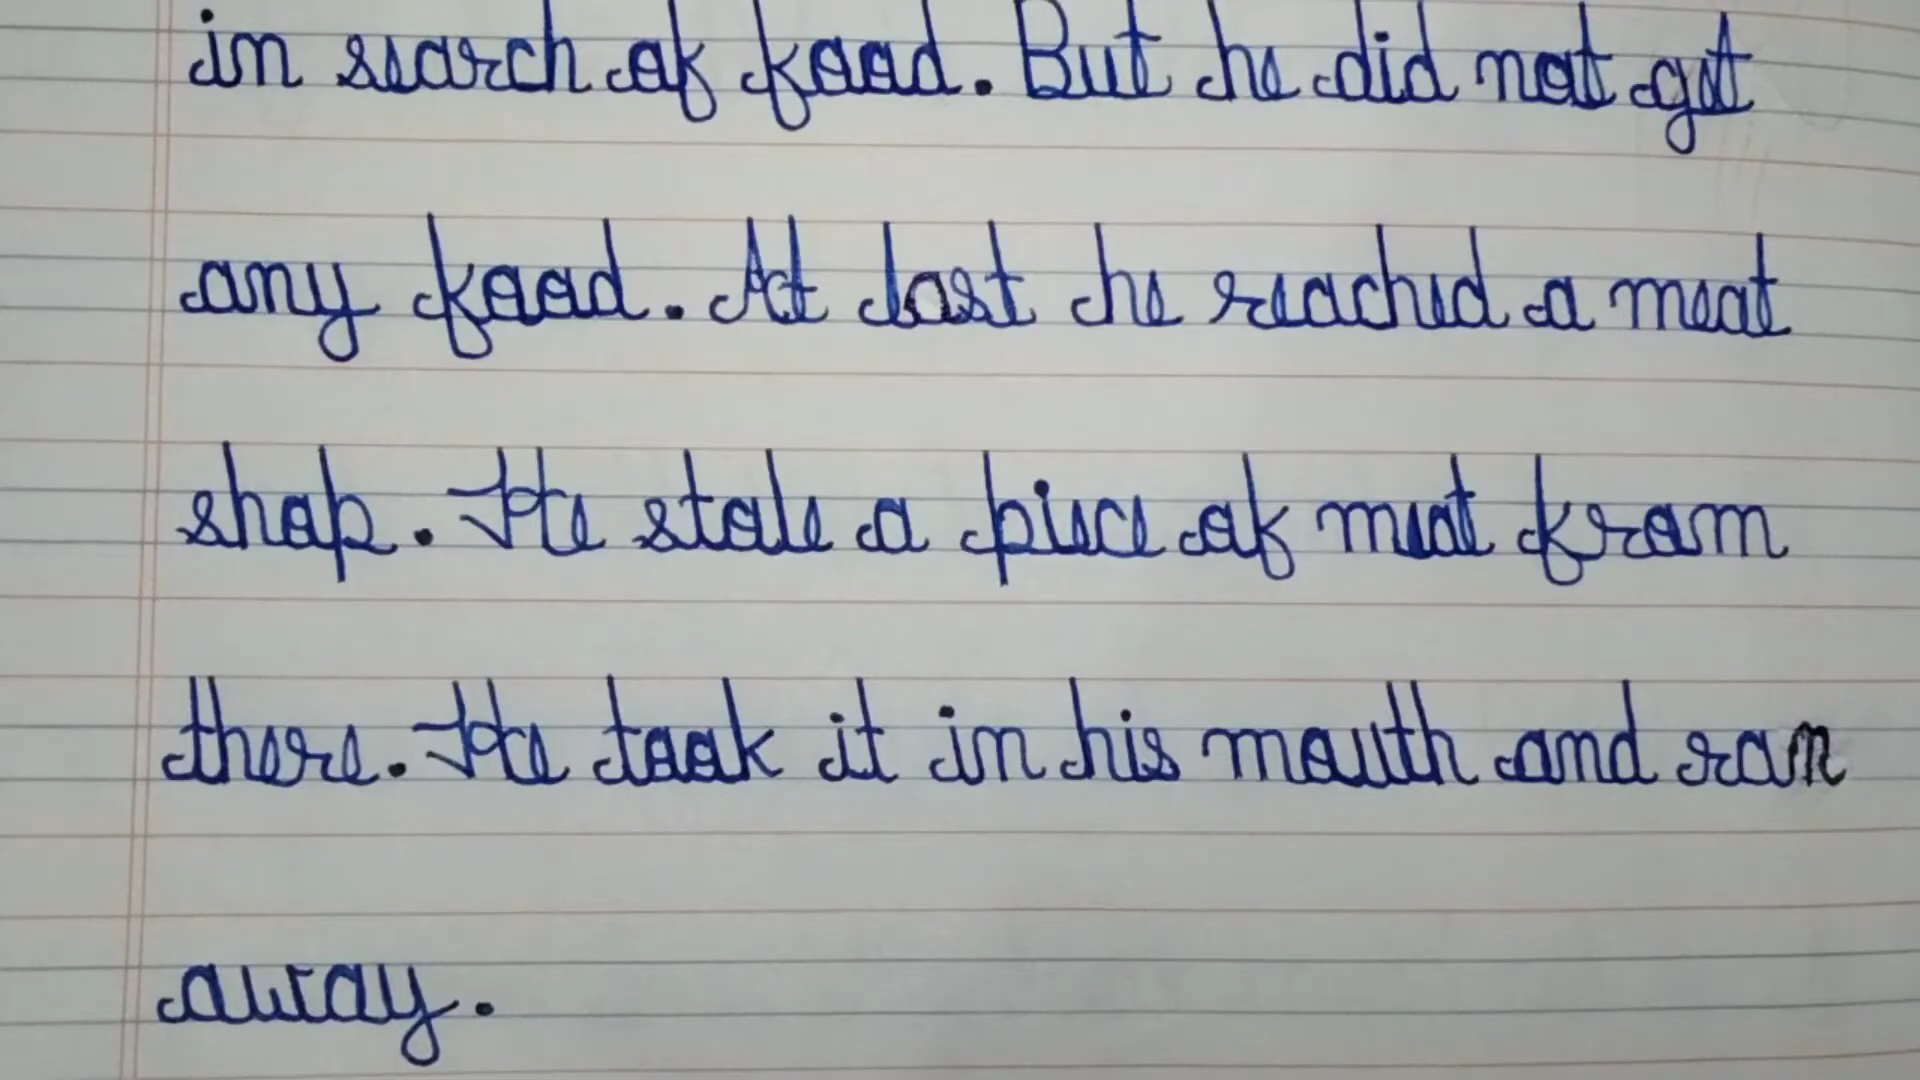 in search of food. But he did not get
any food. At last he reached a meat
shop. He stole a piece of meat from
there. He took it in his mouth and ran
away.